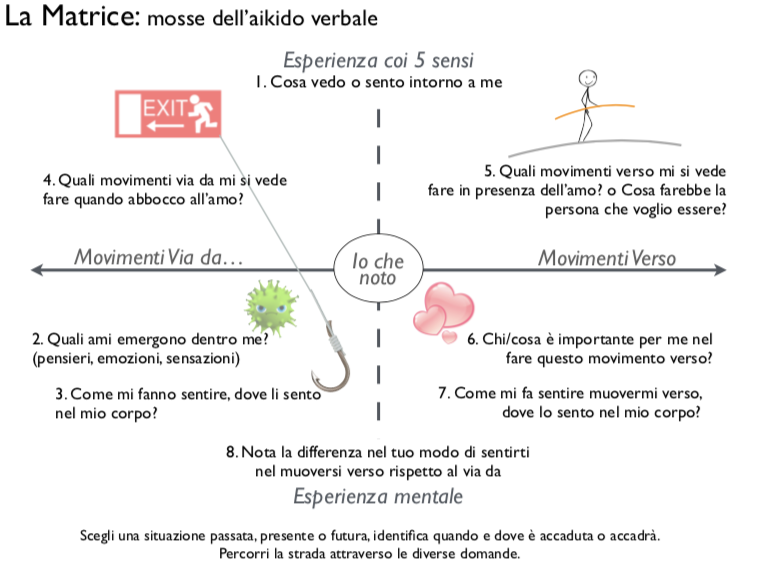 La Matrice: mosse dell'aikido verbale
Esperienza coi 5 sensi
1. Cosa vedo o sento intorno a me
EXIT
4. Quali movimenti via da mi si vede
fare quando abbocco all'amo?
5. Quali movimenti verso mi si vede
fare in presenza dell'amo? o Cosa farebbe la
persona che voglio essere?
Movimenti Via da...
Io che
noto
Movimenti Verso
2. Quali ami emergono dentro me?
(pensieri, emozioni, sensazioni)
3. Come mi fanno sentire, dove li sento
nel mio corpo?
6. Chi/cosa è importante per me nel
fare questo movimento verso?
7. Come mi fa sentire muovermi verso,
dove lo sento nel mio corpo?
8. Nota la differenza nel tuo modo di sentirti
nel muoversi verso rispetto al via da
Esperienza mentale
Scegli una situazione passata, presente o futura, identifica quando e dove è accaduta o accadrà.
Percorri la strada attraverso le diverse domande.